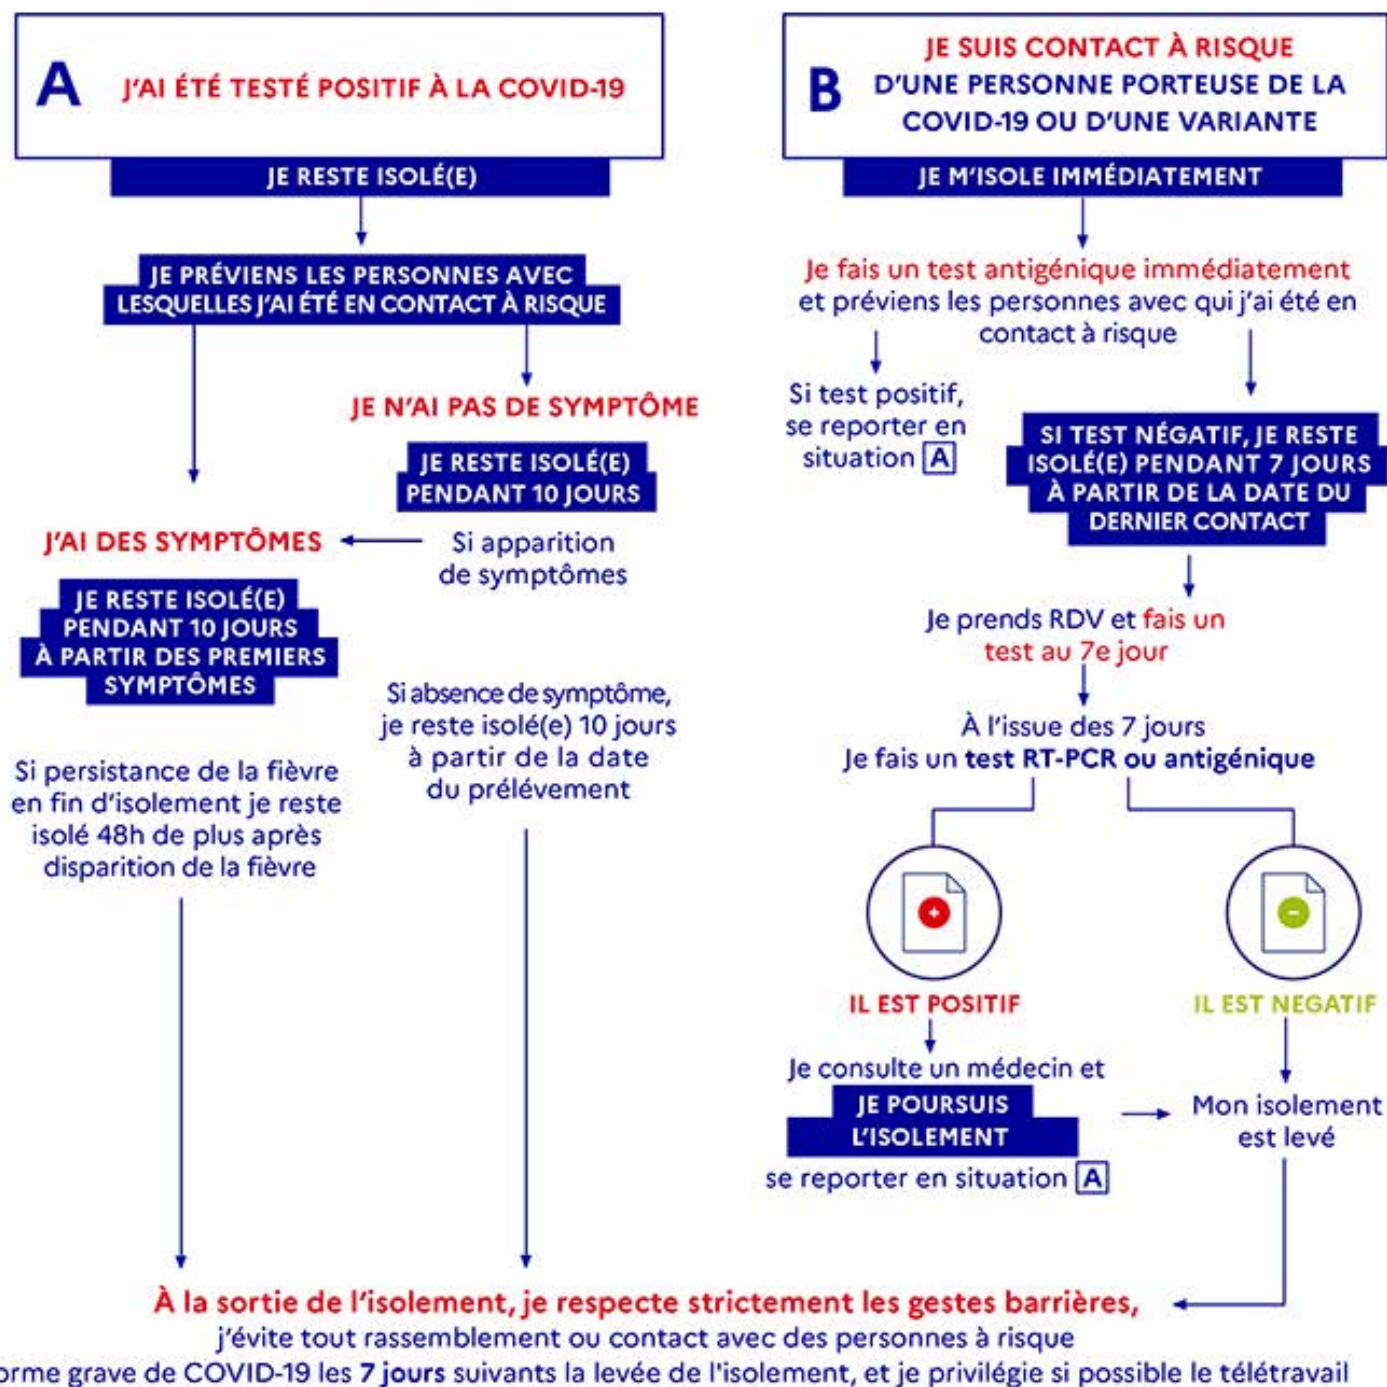 A
J'AI ÉTÉ TESTÉ POSITIF À LA COVID-19
JE RESTE ISOLÉ(E)
JE PRÉVIENS LES PERSONNES AVEC
LESQUELLES J'AI ÉTÉ EN CONTACT À RISQUE
JE N'AI PAS DE SYMPTÔME
JE RESTE ISOLÉ(E)
PENDANT 10 JOURS
Si apparition
de symptômes
J'AI DES SYMPTÔMES
JE RESTE ISOLÉ(E)
PENDANT 10 JOURS
À PARTIR DES PREMIERS
SYMPTÔMES
Si absence de symptôme,
je reste isolé(e) 10 jours
à partir de la date
du prélévement
Si persistance de la fièvre
en fin d'isolement je reste
isolé 48h de plus après
disparition de la fièvre
B
JE SUIS CONTACT À RISQUE
D'UNE PERSONNE PORTEUSE DE LA
COVID-19 OU D'UNE VARIANTE
JE M'ISOLE IMMÉDIATEMENT
Je fais un test antigénique immédiatement
et préviens les personnes avec qui j'ai été en
contact à risque
Si test positif,
se reporter en
situation A
SI TEST NÉGATIF, JE RESTE
ISOLÉ(E) PENDANT 7 JOURS
À PARTIR DE LA DATE DU
DERNIER CONTACT
Je prends RDV et fais un
test au 7e jour
À l'issue des 7 jours
Je fais un test RT-PCR ou antigénique
+
IL EST POSITIF
Je consulte un médecin et
JE POURSUIS
L'ISOLEMENT
se reporter en situation A
−
IL EST NEGATIF
Mon isolement
est levé
À la sortie de l'isolement, je respecte strictement les gestes barrières,
j'évite tout rassemblement ou contact avec des personnes à risque
orme grave de COVID-19 les 7 jours suivants la levée de l'isolement, et je privilégie si possible le télétravail